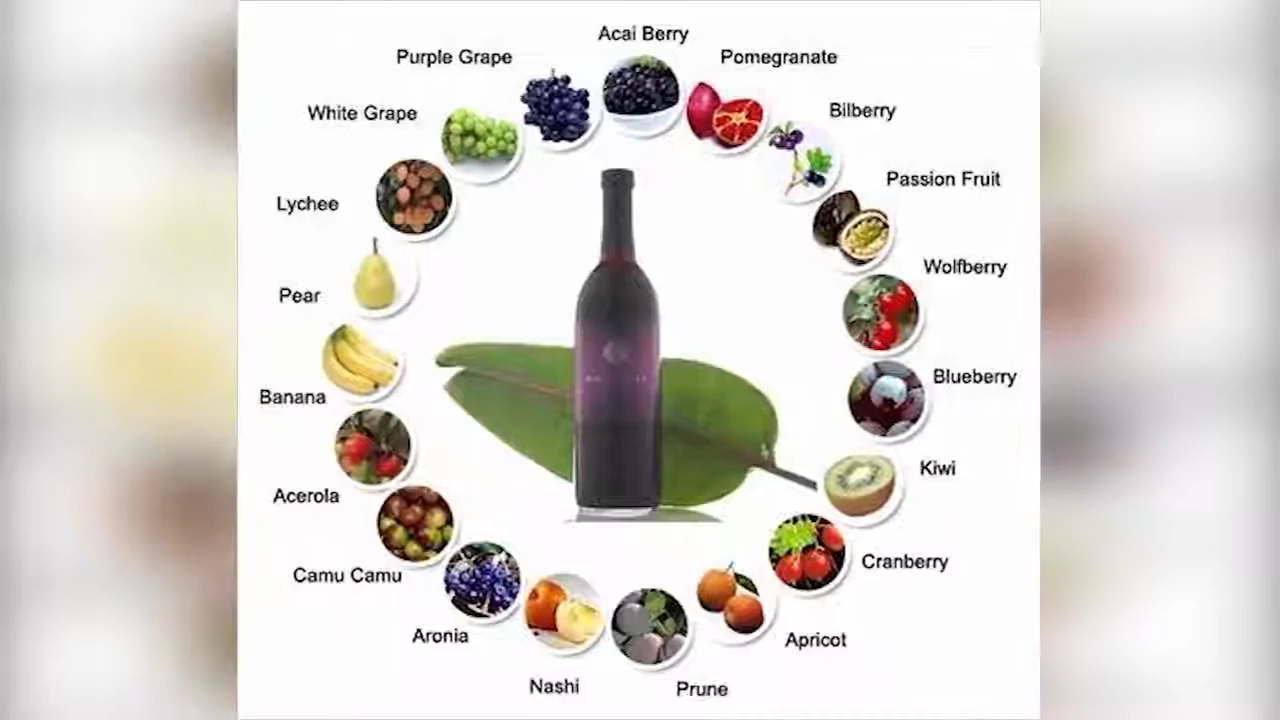 Acai Berry
Pomegranate
Bilberry
Passion Fruit
Wolfberry
Blueberry
Kiwi
Cranberry
Apricot
Prune
Nashi
Aronia
Camu Camu
Acerola
Banana
Pear
Lychee
White Grape
Purple Grape